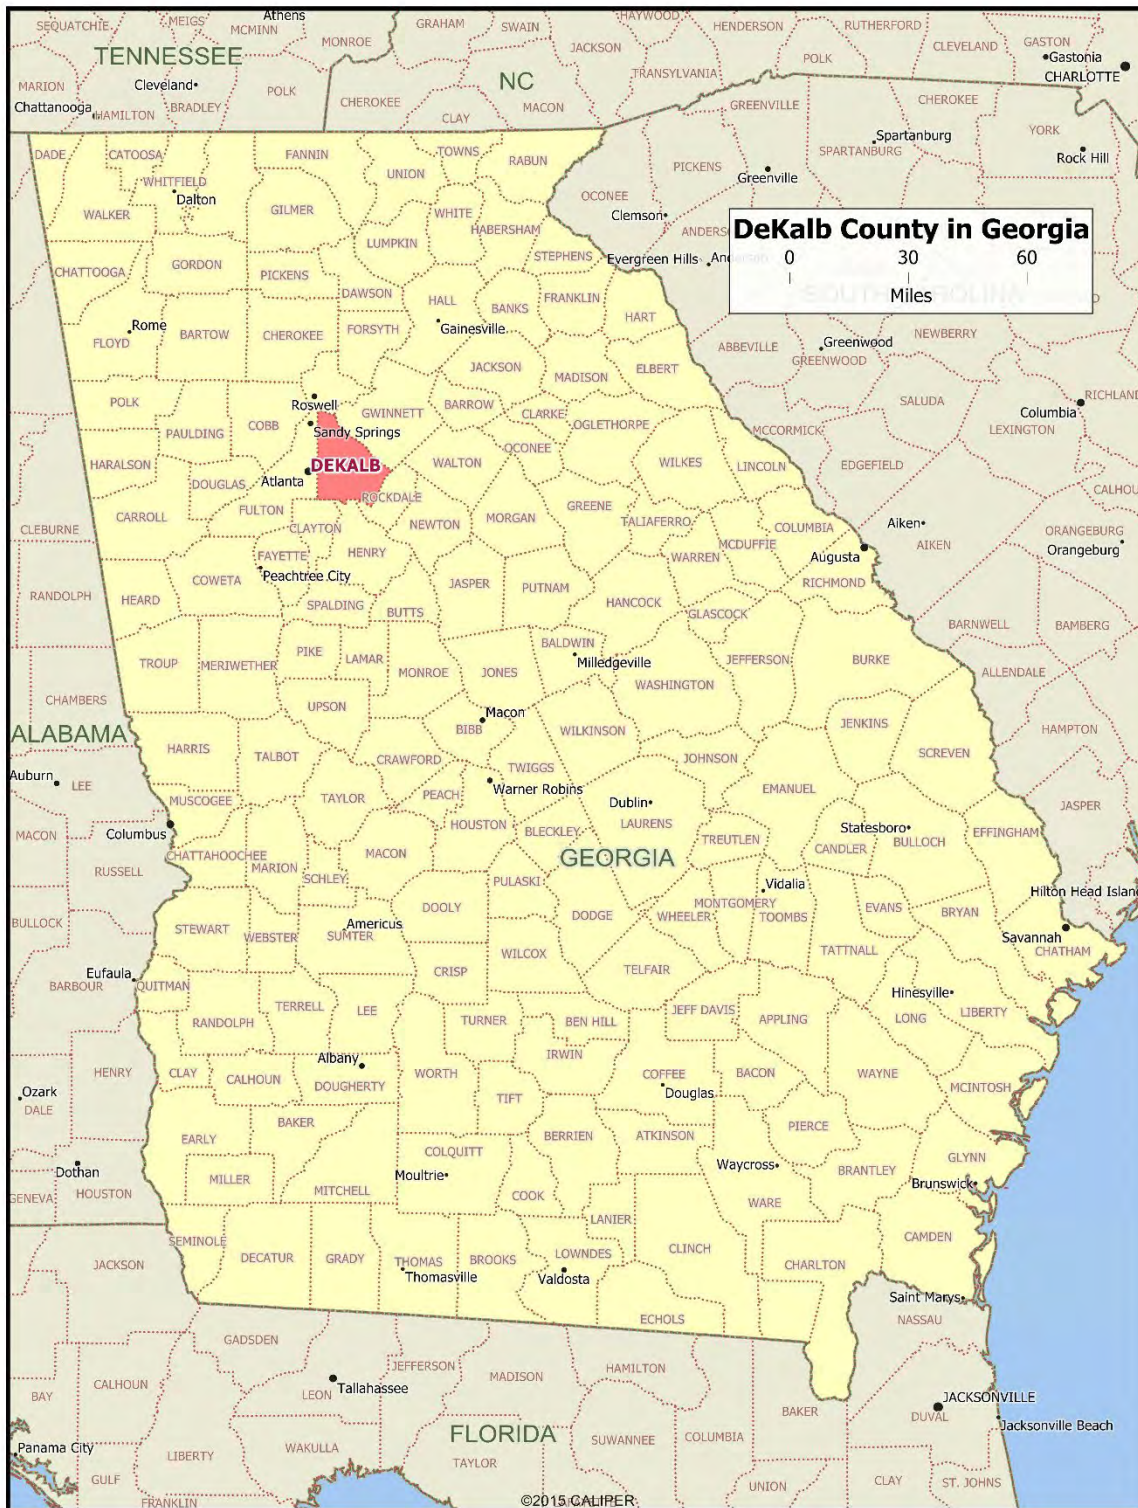 Athens
SEQUATCHIE
MEIGS
MCMINN
MONROE
GRAHAM
SWAIN
HAYWOOD
HENDERSON
RUTHERFORD
CLEVELAND
GASTON
Gastonia
TENNESSEE
JACKSON
POLK
CHARLOTTE
MARION
Cleveland
POLK
NC
TRANSYLVANIA
Chattanooga
HAMILTON
BRADLEY
CHEROKEE
MACON
CLAY
GREENVILLE
CHEROKEE
YORK
Spartanburg
SPARTANBURG
Rock Hill
DADE
CATOOSA
FANNIN
TOWNS
RABUN
UNION
PICKENS
Greenville
WHITFIELD
Dalton
OCONEE
WALKER
GILMER
WHITE
Clemson
HABERSHAM
LUMPKIN
DeKalb County in Georgia
0 30 60
Miles
STEPHENS
Evergreen Hills
CHATTOOGA
GORDON
PICKENS
DAWSON
HALL
BANKS
FRANKLIN
HART
Rome
FLOYD
BARTOW
CHEROKEE
FORSYTH
Gainesville
NEWBERRY
ABBEVILLE
Greenwood
GREENWOOD
JACKSON
MADISON
ELBERT
POLK
Roswell
GWINNETT
BARROW
CLARKE
RICHLAND
SALUDA
Columbia
PAULDING
COBB
Sandy Springs
OGLETHORPE
MCCORMICK
LEXINGTON
OCONEE
HARALSON
DEKALB
WALTON
WILKES
LINCOLN
EDGEFIELD
DOUGLAS
Atlanta
ROCKDALE
CARROLL
FULTON
CLAYTON
NEWTON
MORGAN
GREENE
TALIAFERRO
COLUMBIA
Aiken
AIKEN
ORANGEBURG
Orangeburg
CLEBURNE
FAYETTE
HENRY
WARREN
MCDUFFIE
Augusta
RICHMOND
COWETA
Peachtree City
JASPER
PUTNAM
RANDOLPH
HEARD
SPALDING
BUTTS
HANCOCK
GLASCOCK
BARNWELL
BAMBERG
TROUP
MERIWETHER
PIKE
LAMAR
MONROE
JONES
BALDWIN
Milledgeville
JEFFERSON
BURKE
ALLENDALE
WASHINGTON
CHAMBERS
UPSON
Macon
BIBB
WILKINSON
JENKINS
HAMPTON
ALABAMA
HARRIS
TALBOT
CRAWFORD
TWIGGS
JOHNSON
SCREVEN
Auburn
LEE
PEACH
Warner Robins
EMANUEL
MUSCOGEE
TAYLOR
Dublin
JASPER
MACON
Columbus
HOUSTON
BLECKLEY
LAURENS
TREUTLEN
Statesboro
BULLOCH
EFFINGHAM
CHATTAHOOCHEE
MARION
MACON
GEORGIA
CANDLER
RUSSELL
SCHLEY
PULASKI
Vidalia
Hilton Head Island
BULLOCK
STEWART
WEBSTER
Americus
SUMTER
DOOLY
DODGE
WHEELER
MONTGOMERY
TOOMBS
EVANS
BRYAN
Savannah
CHATHAM
WILCOX
TATTNALL
Eufaula
BARBOUR
QUITMAN
CRISP
TELFAIR
Hinesville
TERRELL
LEE
RANDOLPH
TURNER
BEN HILL
JEFF DAVIS
APPLING
LONG
LIBERTY
HENRY
CLAY
CALHOUN
Albany
DOUGHERTY
WORTH
IRWIN
COFFEE
BACON
WAYNE
MCINTOSH
Ozark
DALE
TIFT
Douglas
EARLY
BAKER
BERRIEN
ATKINSON
PIERCE
Dothan
COLQUITT
Waycross
BRANTLEY
GLYNN
GENEVA
HOUSTON
MILLER
MITCHELL
Moultrie
COOK
WARE
Brunswick
LANIER
SEMINOLE
DECATUR
GRADY
THOMAS
BROOKS
LOWNDES
CLINCH
CHARLTON
CAMDEN
JACKSON
Thomasville
Valdosta
Saint Marys
ECHOLS
NASSAU
GADSDEN
JEFFERSON
MADISON
HAMILTON
CALHOUN
BAY
LEON
Tallahassee
BAKER
JACKSONVILLE
DUVAL
Jacksonville Beach
FLORIDA
Panama City
LIBERTY
WAKULLA
TAYLOR
SUWANNEE
COLUMBIA
GULF
UNION
CLAY
ST. JOHNS
FRANKLIN
©2015 CALIPER